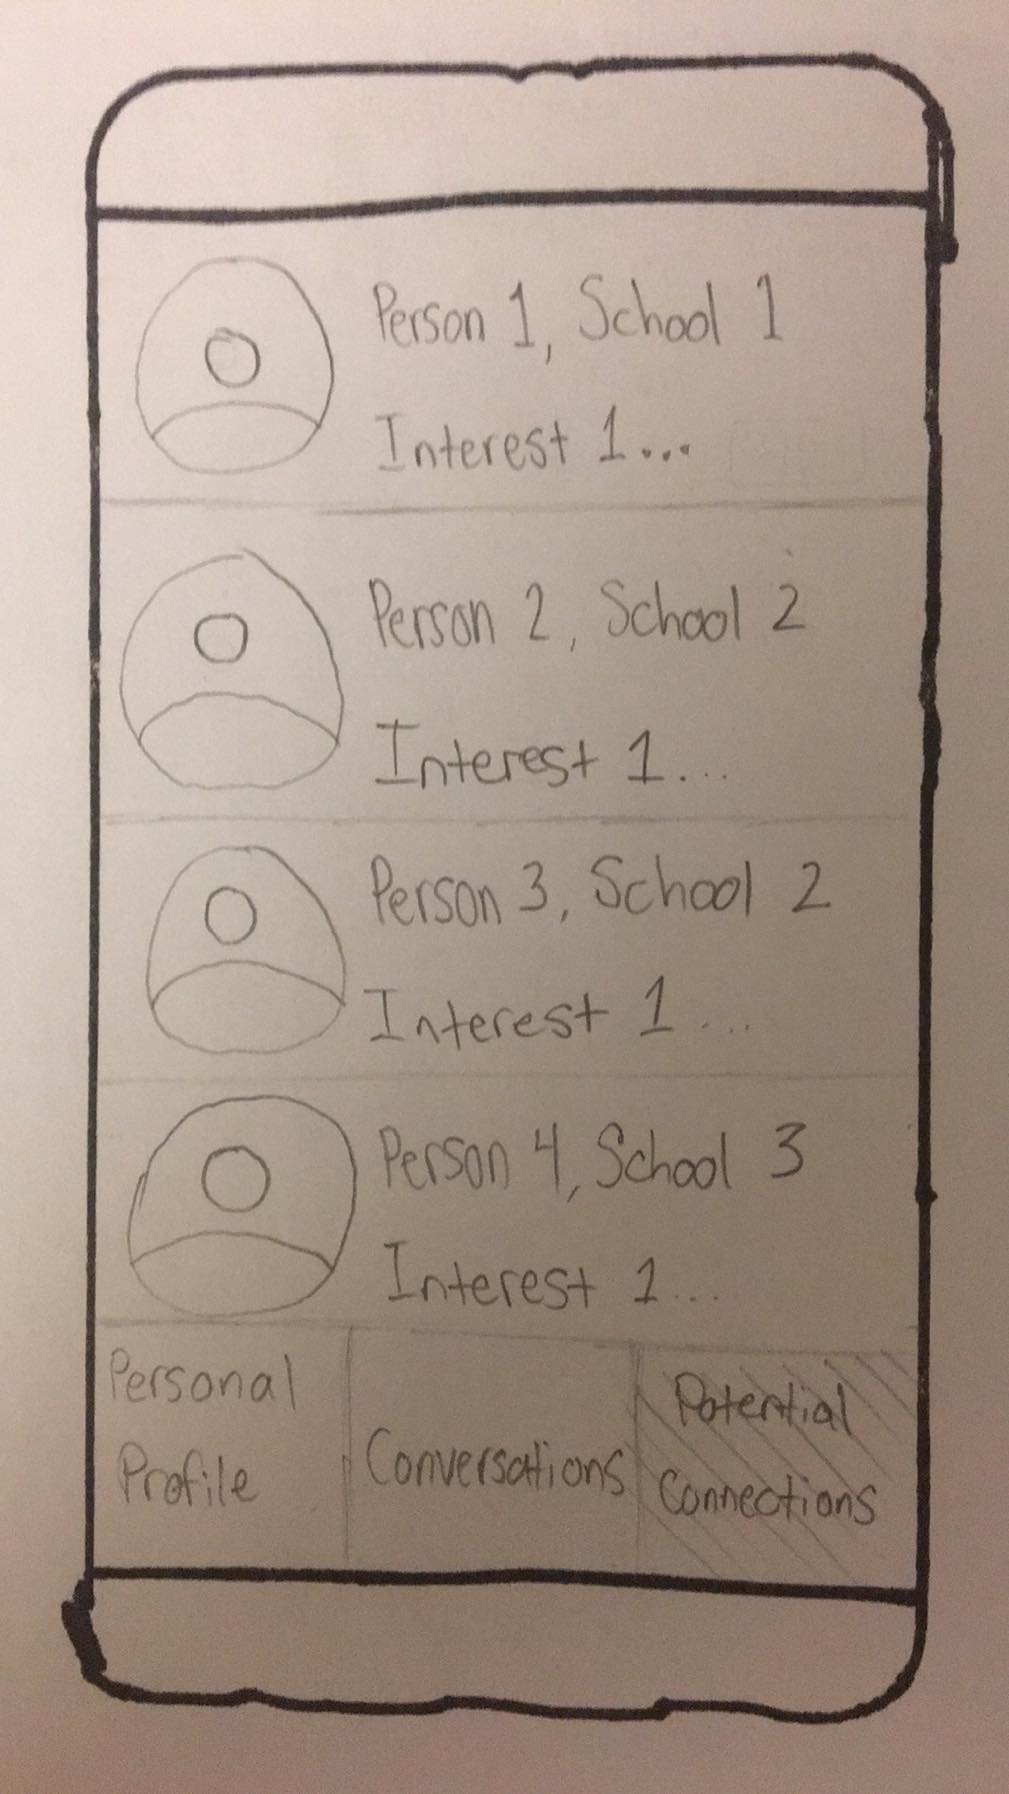 Person 1, School 1
Interest 1...
Person 2, School 2
Interest 1...
Person 3, School 2
Interest 1...
Person 4, School 3
Interest 1...
Personal
Profile
Conversations
Potential
Connections